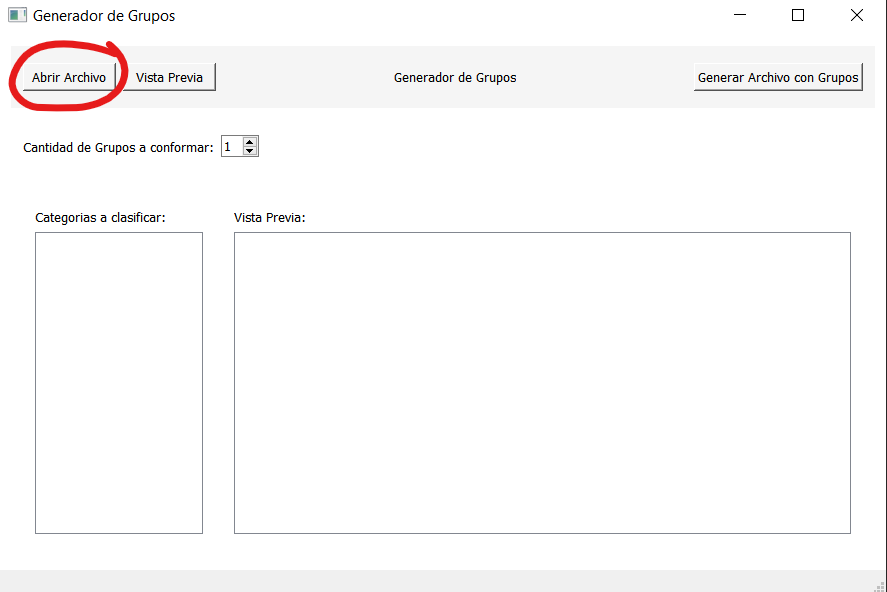 Generador de Grupos
Abrir Archivo Vista Previa Generador de Grupos Generar Archivo con Grupos
Cantidad de Grupos a conformar: 1
Categorias a clasificar: Vista Previa: